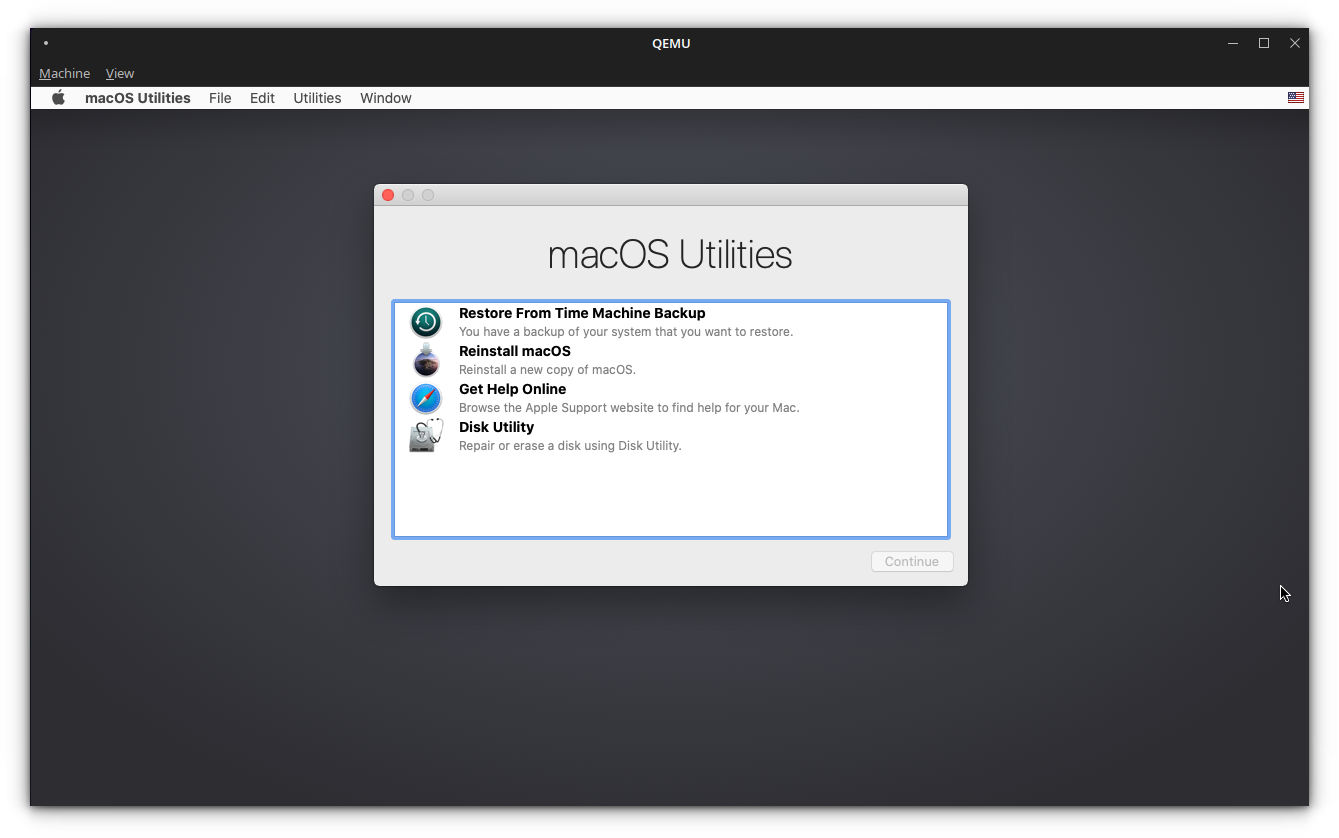 QEMU
Machine View
macOS Utilities File Edit Utilities Window
macOS Utilities
Restore From Time Machine Backup
You have a backup of your system that you want to restore.
Reinstall macOS
Reinstall a new copy of macOS.
Get Help Online
Browse the Apple Support website to find help for your Mac.
Disk Utility
Repair or erase a disk using Disk Utility.
Continue